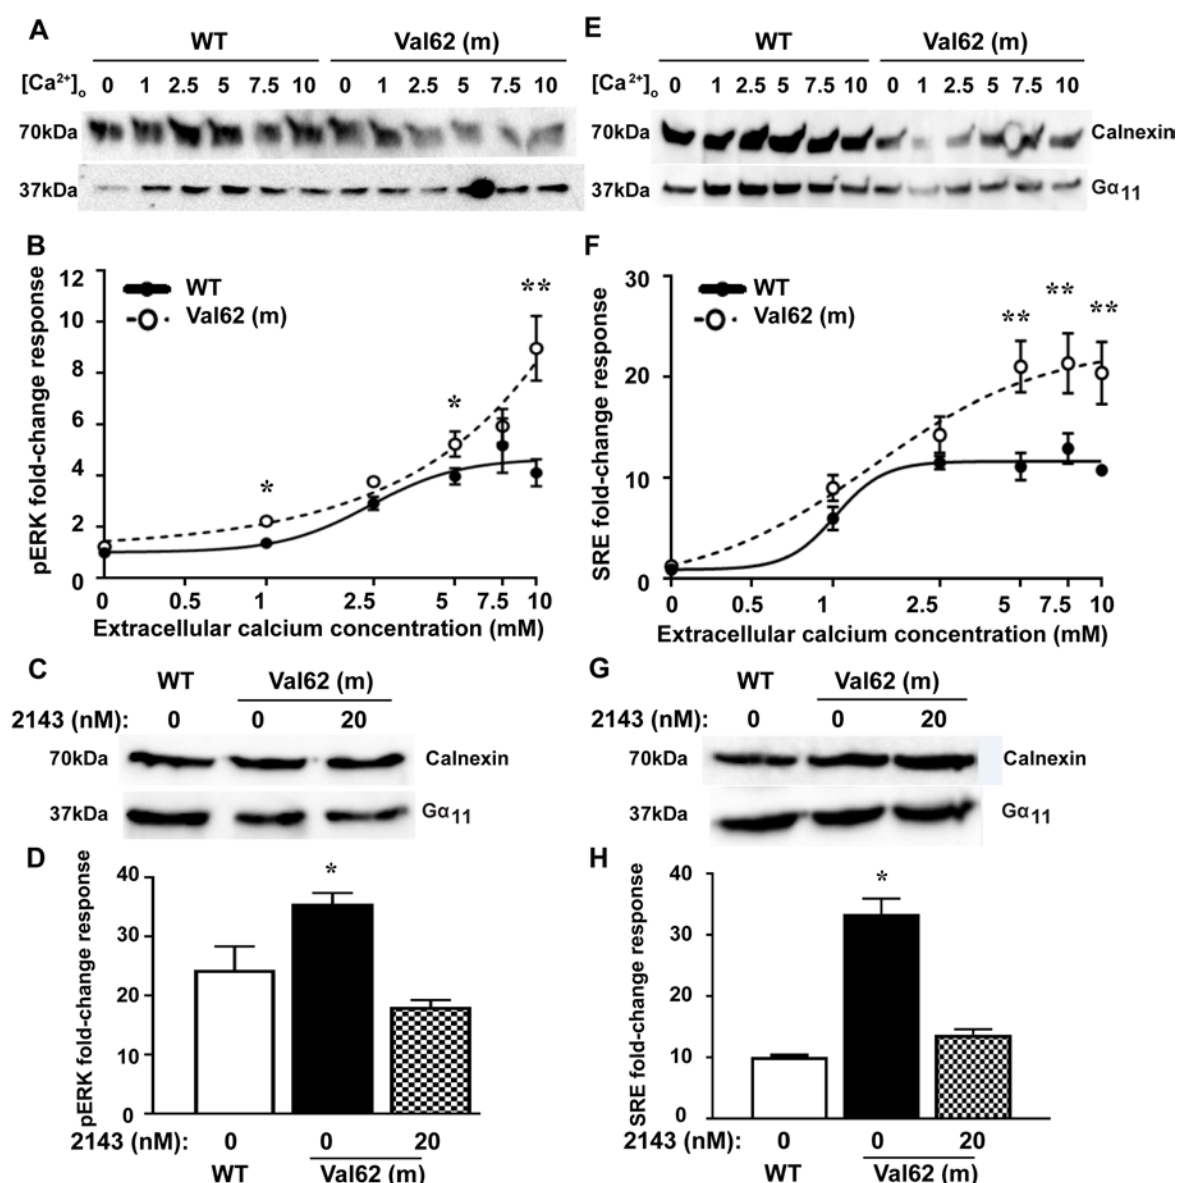 A
WT
Val62 (m)
[Ca²⁺]ₒ 0 1 2.5 5 7.5 10 0 1 2.5 5 7.5 10
70kDa
37kDa
B
pERK fold-change response
12
10
8
6
4
2
0
WT
Val62 (m)
*
*
**
0 0.5 1 2.5 5 7.5 10
Extracellular calcium concentration (mM)
C
WT Val62 (m)
2143 (nM): 0 0 20
70kDa Calnexin
37kDa Gα₁₁
D
pERK fold-change response
40
30
20
10
0
*
2143 (nM): 0 0 20
WT Val62 (m)
E
WT
Val62 (m)
[Ca²⁺]ₒ 0 1 2.5 5 7.5 10 0 1 2.5 5 7.5 10
70kDa Calnexin
37kDa Gα₁₁
F
SRE fold-change response
30
20
10
0
WT
Val62 (m)
**
**
**
0 0.5 1 2.5 5 7.5 10
Extracellular calcium concentration (mM)
G
WT Val62 (m)
2143 (nM): 0 0 20
70kDa Calnexin
37kDa Gα₁₁
H
SRE fold-change response
40
30
20
10
0
*
2143 (nM): 0 0 20
WT Val62 (m)